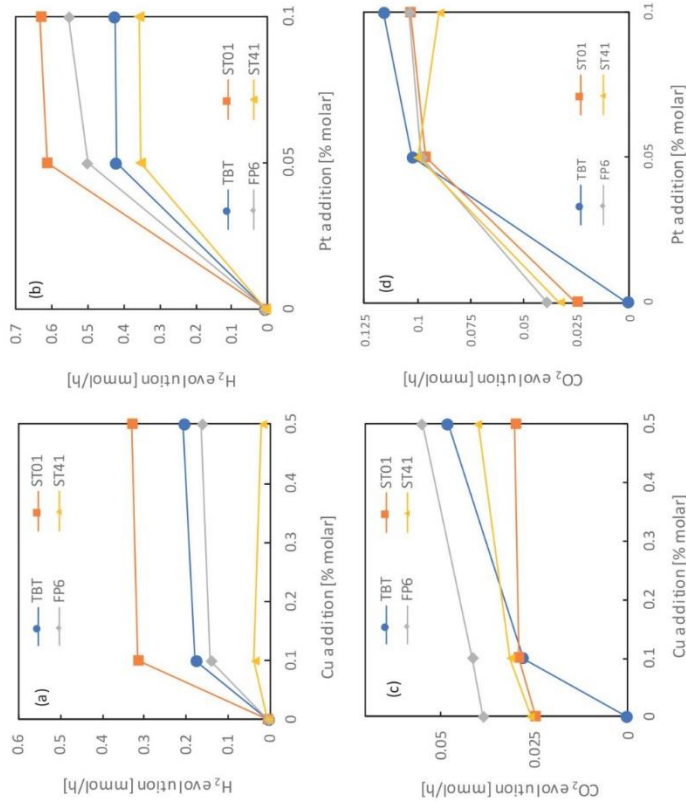 (a)
H₂ evolution [mmol/h]
0.6
0.5
0.4
0.3
0.2
0.1
0
TBT
ST01
FP6
ST41
0
0.1
0.2
0.3
0.4
0.5
Cu addition [% molar]
(b)
H₂ evolution [mmol/h]
0.7
0.6
0.5
0.4
0.3
0.2
0.1
0
TBT
ST01
FP6
ST41
0
0.05
0.1
Pt addition [% molar]
(c)
CO₂ evolution [mmol/h]
0.05
0.025
0
TBT
ST01
FP6
ST41
0
0.1
0.2
0.3
0.4
0.5
Cu addition [% molar]
(d)
CO₂ evolution [mmol/h]
0.125
0.1
0.05
0.025
0
TBT
ST01
FP6
ST41
0
0.05
0.1
Pt addition [% molar]